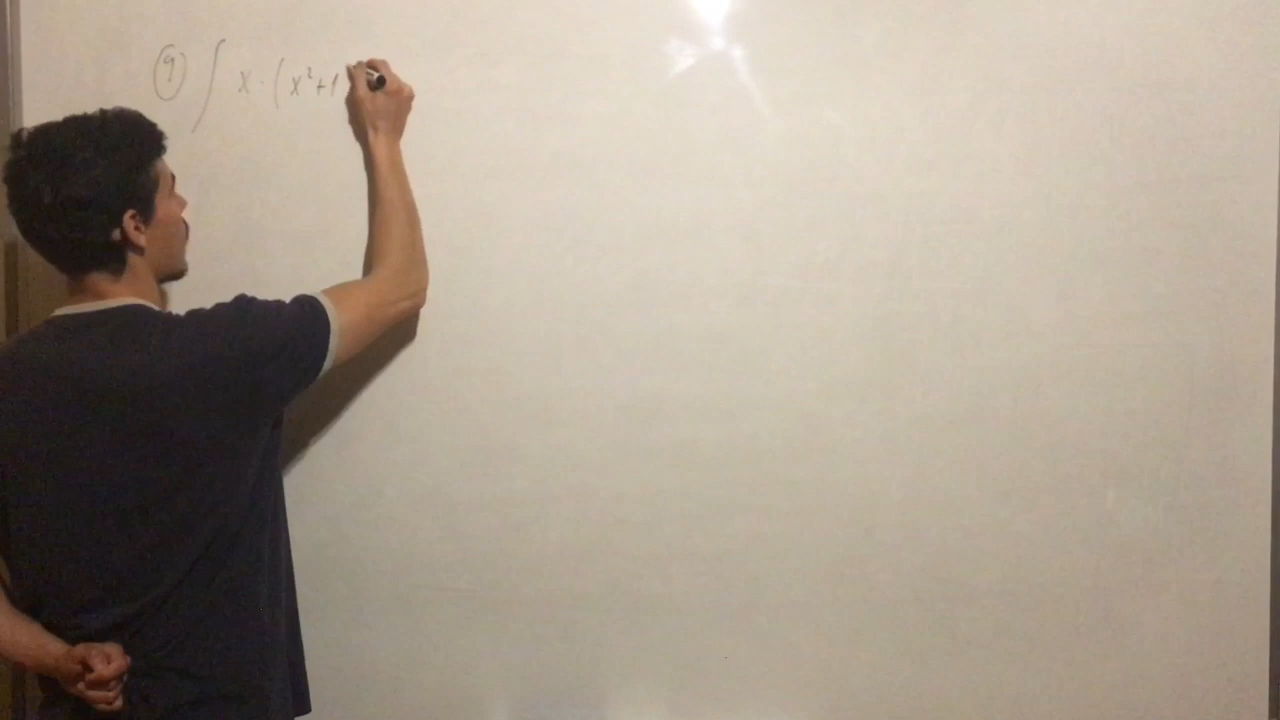 ⑨ ∫ x · (x²+1